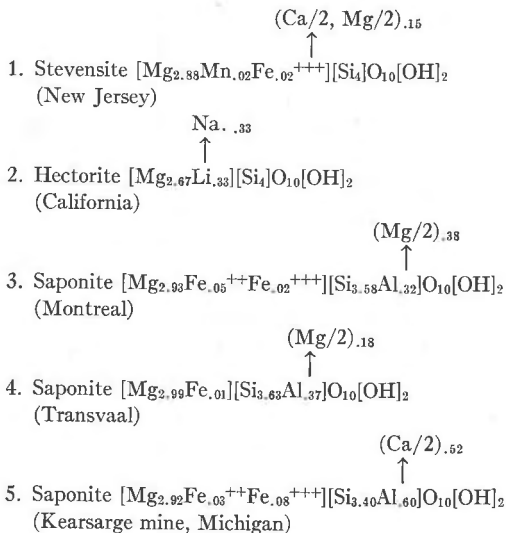 (Ca/2, Mg/2).15
↑
1. Stevensite [Mg2.88Mn.02Fe.02+++][Si4]O10[OH]2
(New Jersey)
Na. .33
↑
2. Hectorite [Mg2.67Li.33][Si4]O10[OH]2
(California)
(Mg/2).38
↑
3. Saponite [Mg2.93Fe.05++Fe.02+++][Si3.58Al.32]O10[OH]2
(Montreal)
(Mg/2).18
↑
4. Saponite [Mg2.99Fe.01][Si3.63Al.37]O10[OH]2
(Transvaal)
(Ca/2).52
↑
5. Saponite [Mg2.92Fe.03++Fe.08+++][Si3.40Al.60]O10[OH]2
(Kearsarge mine, Michigan)